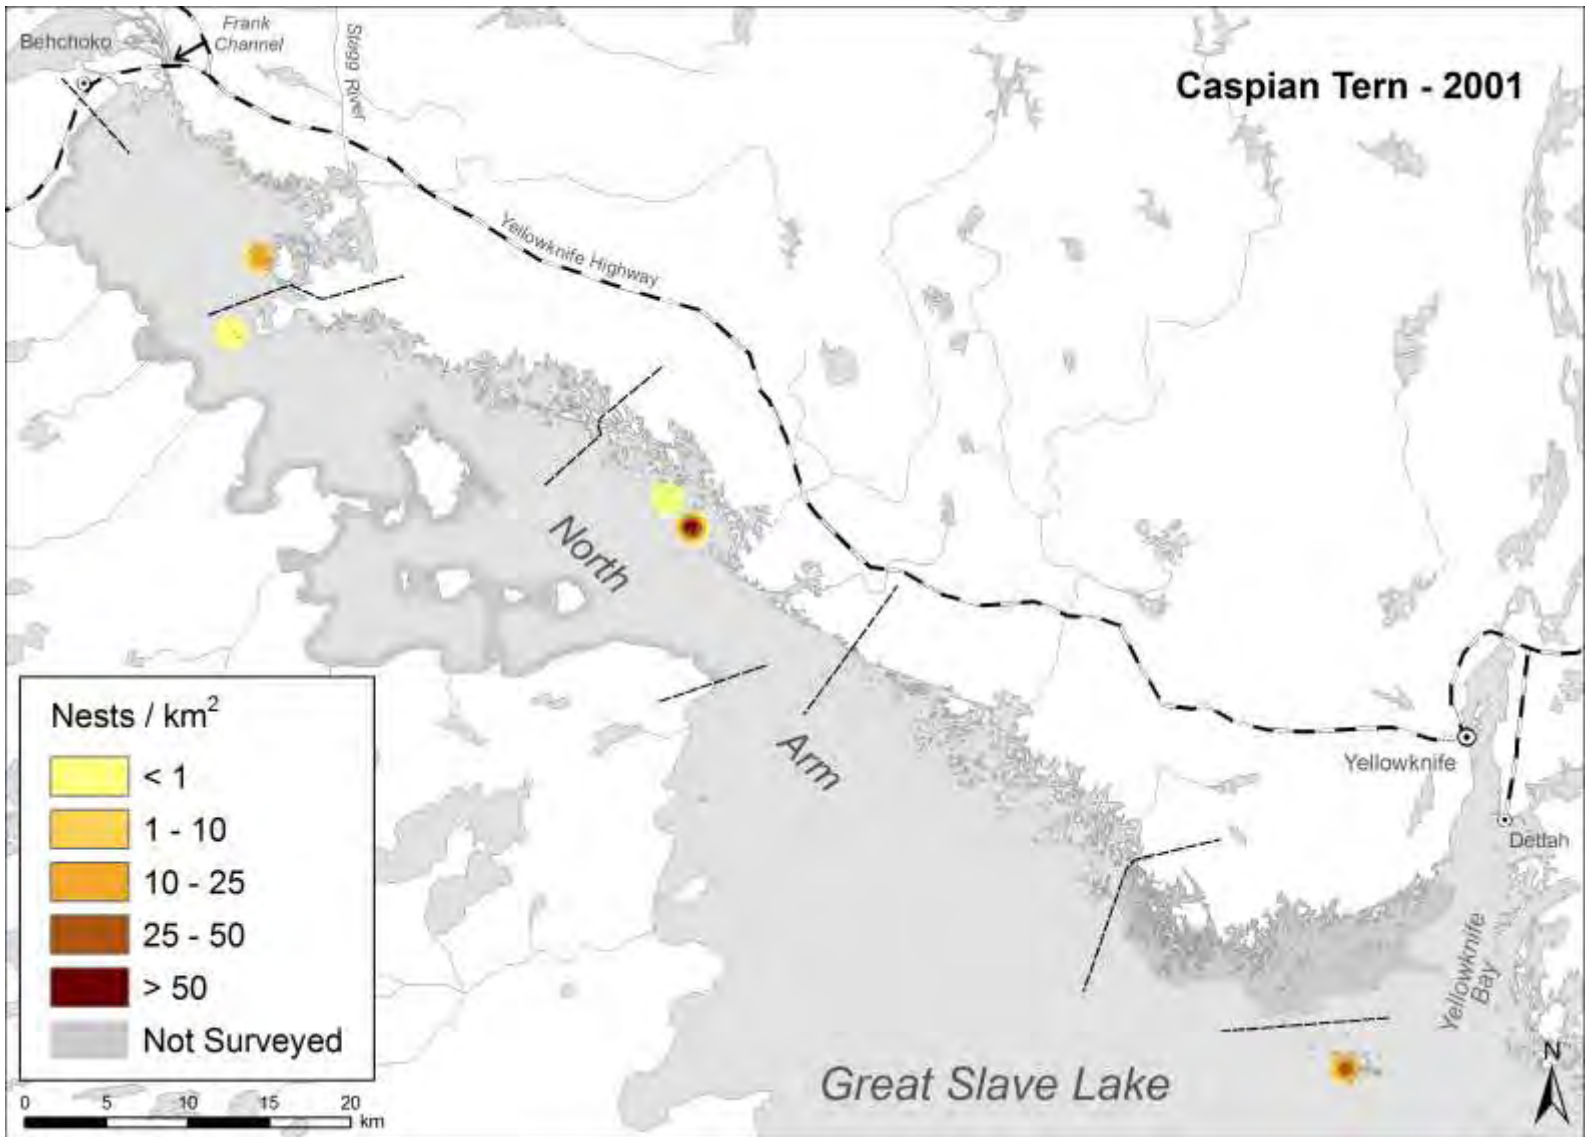 Behchoko
Frank
Channel
Stagg River
Caspian Tern - 2001
Yellowknife Highway
North
Arm
Nests / km2
< 1
1 - 10
10 - 25
25 - 50
> 50
Not Surveyed
Yellowknife
Dettah
Yellowknife
Bay
Great Slave Lake
N
0 5 10 15 20
km